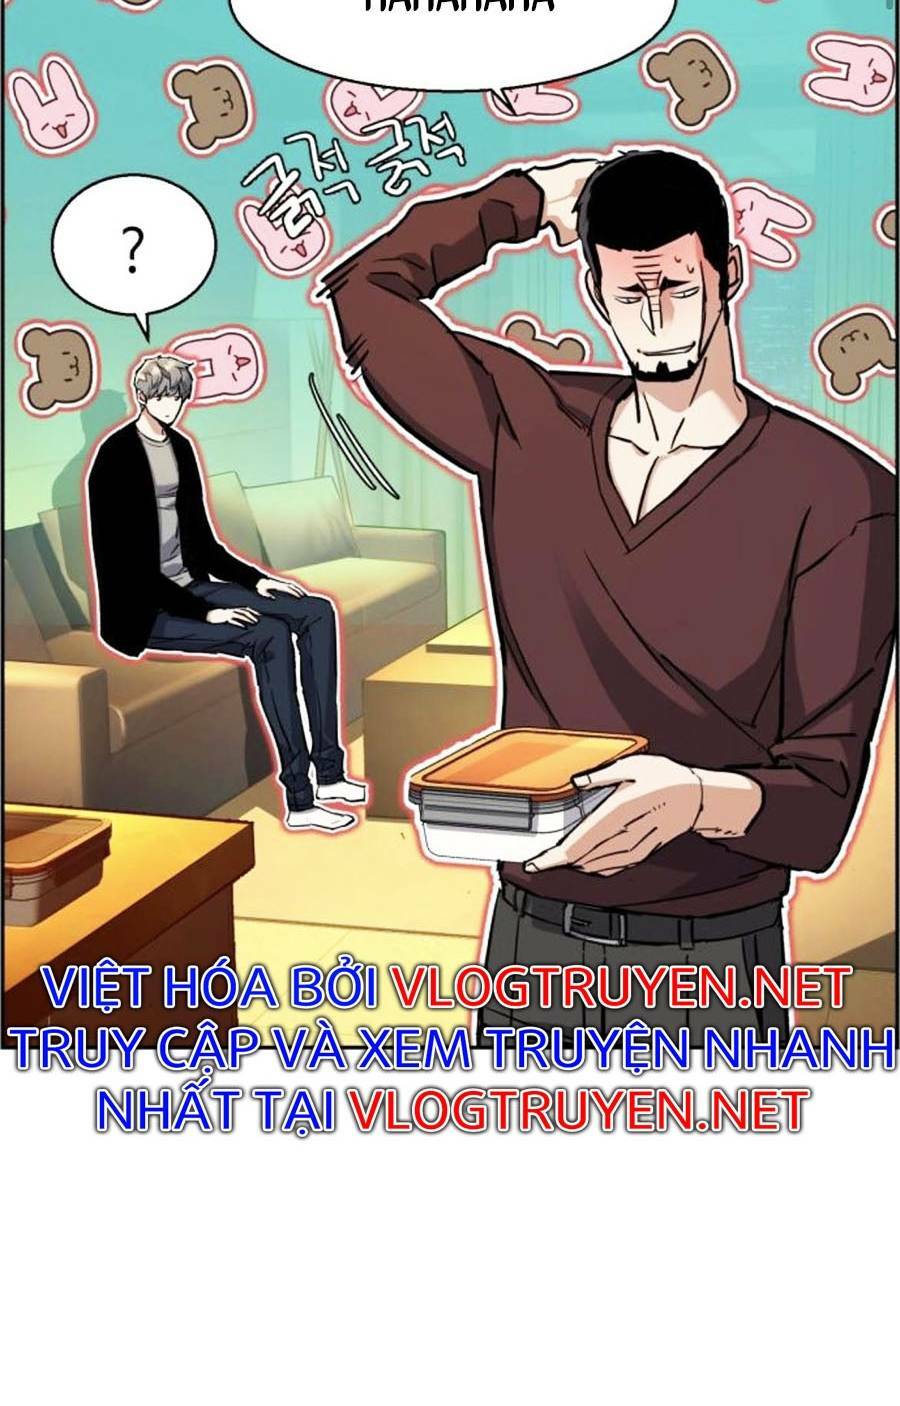 HAHAHAHA
긁적 긁적
?
VIỆT HÓA BỞI VLOGTRUYEN.NET
TRUY CẬP VÀ XEM TRUYỆN NHANH
NHẤT TẠI VLOGTRUYEN.NET